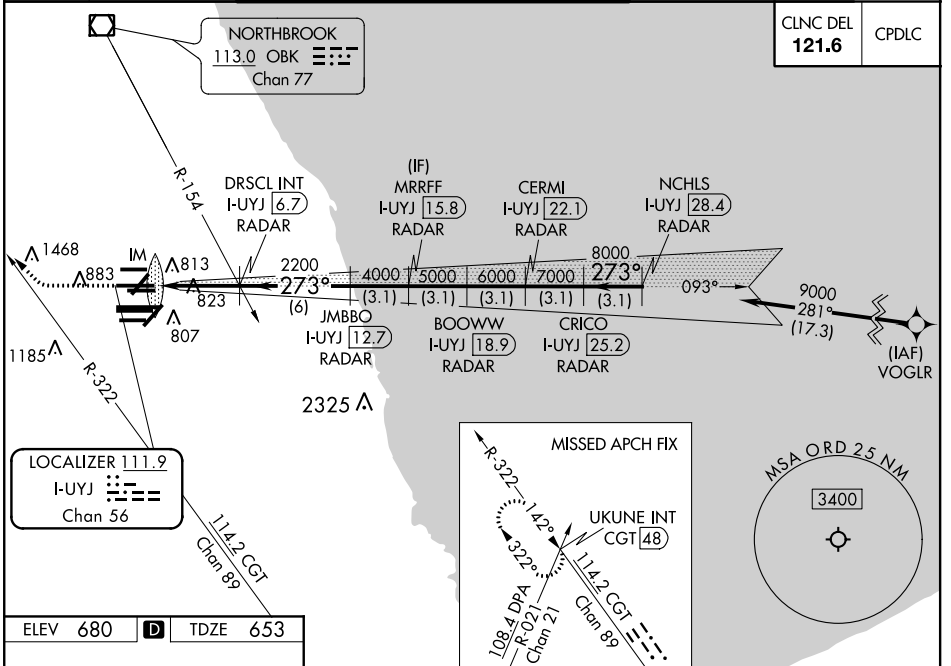 CLNC DEL
121.6
CPDLC
NORTHBROOK
113.0 OBK
Chan 77
R-154
DRSCL INT
I-UYJ 6.7
RADAR
(IF)
MRRFF
I-UYJ 15.8
RADAR
CERMI
I-UYJ 22.1
RADAR
NCHLS
I-UYJ 28.4
RADAR
1468
883
IM
813
823
807
1185
2200
273°
(6)
4000
(3.1)
5000
(3.1)
6000
(3.1)
7000
(3.1)
8000
273°
(3.1)
093°
9000
281°
(17.3)
(IAF)
VOGLR
JMBBO
I-UYJ 12.7
RADAR
BOOWW
I-UYJ 18.9
RADAR
CRICO
I-UYJ 25.2
RADAR
2325
R-322
LOCALIZER 111.9
I-UYJ
Chan 56
114.2 CGT
Chan 89
MISSED APCH FIX
R-322
142°
322°
UKUNE INT
CGT 48
114.2 CGT
Chan 89
108.4 DPA
R-021
Chan 21
MSA ORD 25 NM
3400
ELEV 680 D TDZE 653